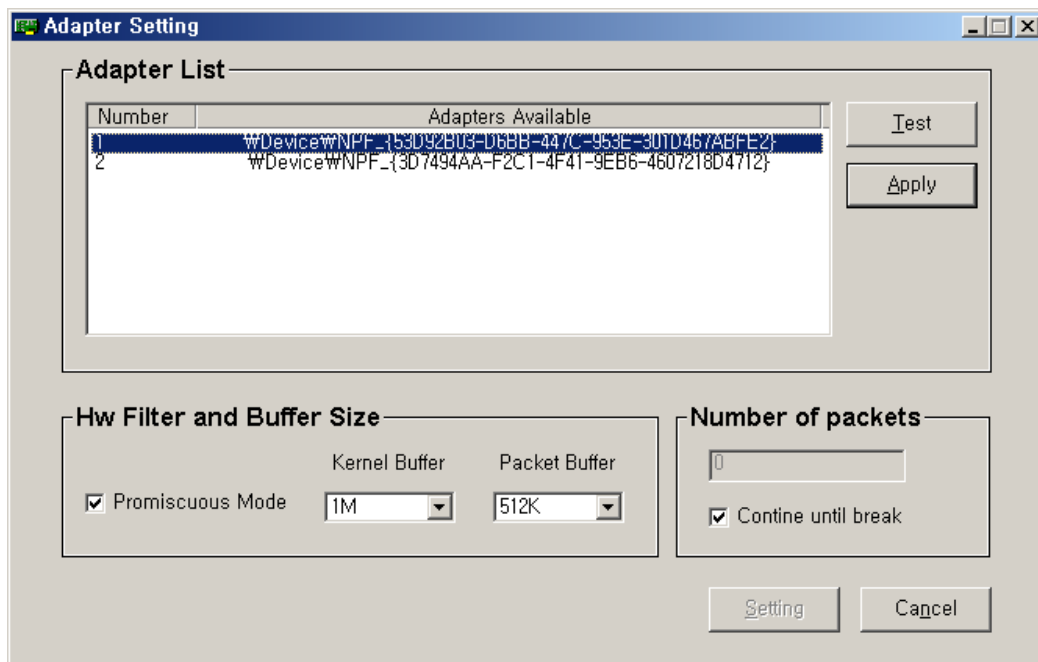 Adapter Setting
Adapter List
Number Adapters Available
1 ₩Device₩NPF_{53D92B03-D6BB-447C-953E-301D467ABFE2}
2 ₩Device₩NPF_{3D7494AA-F2C1-4F41-9EB6-4607218D4712}
Test
Apply
Hw Filter and Buffer Size
Kernel Buffer Packet Buffer
Promiscuous Mode 1M 512K
Number of packets
0
Contine until break
Setting Cancel